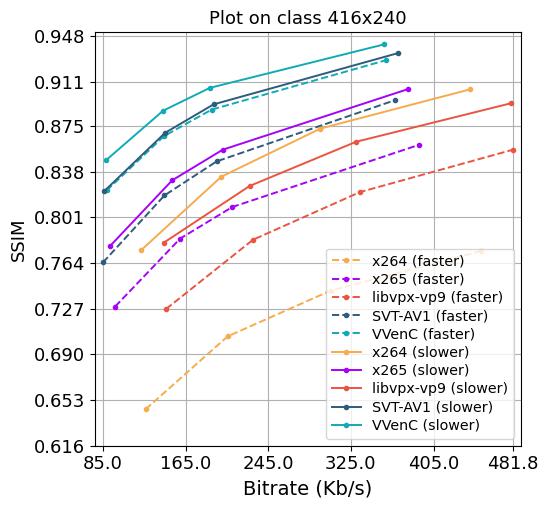 Plot on class 416x240
SSIM
0.948
0.911
0.875
0.838
0.801
0.764
0.727
0.690
0.653
0.616
x264 (faster)
x265 (faster)
libvpx-vp9 (faster)
SVT-AV1 (faster)
VVenC (faster)
x264 (slower)
x265 (slower)
libvpx-vp9 (slower)
SVT-AV1 (slower)
VVenC (slower)
85.0 165.0 245.0 325.0 405.0 481.8
Bitrate (Kb/s)